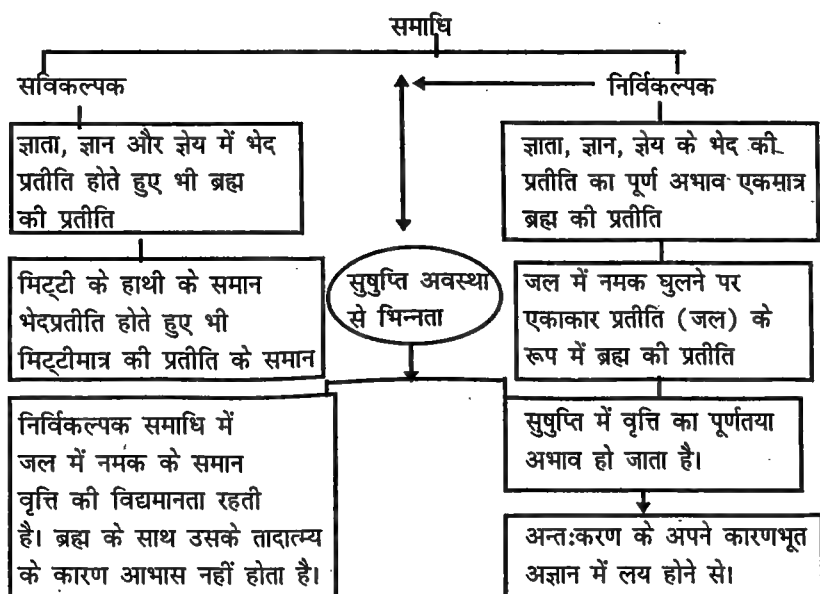 समाधि
सविकल्पक
निर्विकल्पक
ज्ञाता, ज्ञान और ज्ञेय में भेद
प्रतीति होते हुए भी ब्रह्म
की प्रतीति
ज्ञाता, ज्ञान, ज्ञेय के भेद की
प्रतीति का पूर्ण अभाव एकमात्र
ब्रह्म की प्रतीति
मिट्टी के हाथी के समान
भेदप्रतीति होते हुए भी
मिट्टीमात्र की प्रतीति के समान
सुषुप्ति अवस्था
से भिन्नता
जल में नमक घुलने पर
एकाकार प्रतीति (जल) के
रूप में ब्रह्म की प्रतीति
निर्विकल्पक समाधि में
जल में नमक के समान
वृत्ति की विद्यमानता रहती
है। ब्रह्म के साथ उसके तादात्म्य
के कारण आभास नहीं होता है।
सुषुप्ति में वृत्ति का पूर्णतया
अभाव हो जाता है।
अन्तःकरण के अपने कारणभूत
अज्ञान में लय होने से।